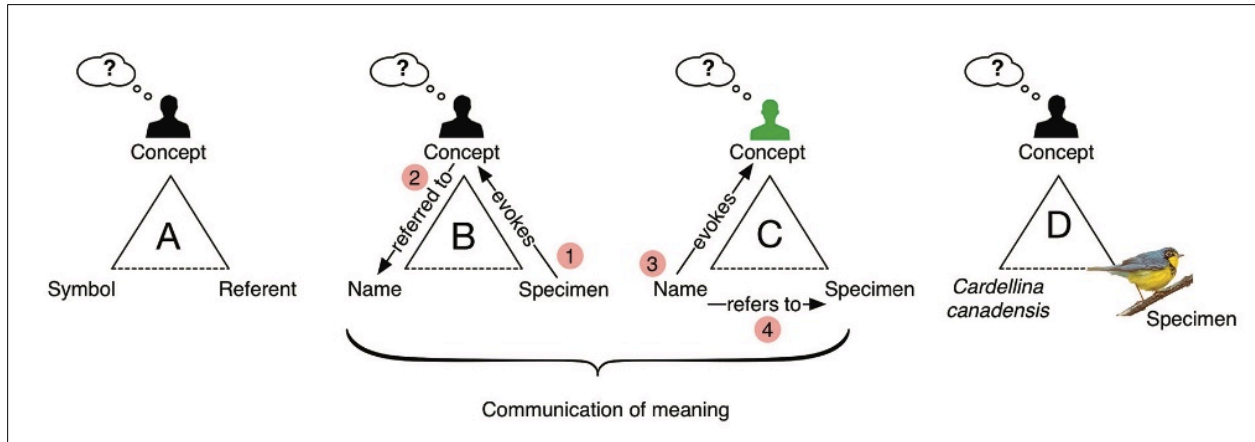 ?
Concept
A
Symbol
Referent
?
Concept
2
referred to
evokes
B
1
Name
Specimen
?
Concept
evokes
C
3
Name
Specimen
refers to
4
?
Concept
D
Cardellina
canadensis
Specimen
Communication of meaning